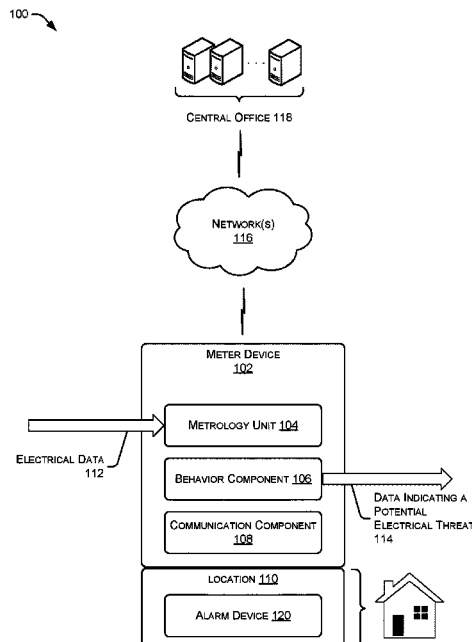 100
CENTRAL OFFICE 118
NETWORK(S)
116
METER DEVICE
102
METROLOGY UNIT 104
ELECTRICAL DATA
112
BEHAVIOR COMPONENT 106
DATA INDICATING A
POTENTIAL
ELECTRICAL THREAT
114
COMMUNICATION COMPONENT
108
LOCATION 110
ALARM DEVICE 120